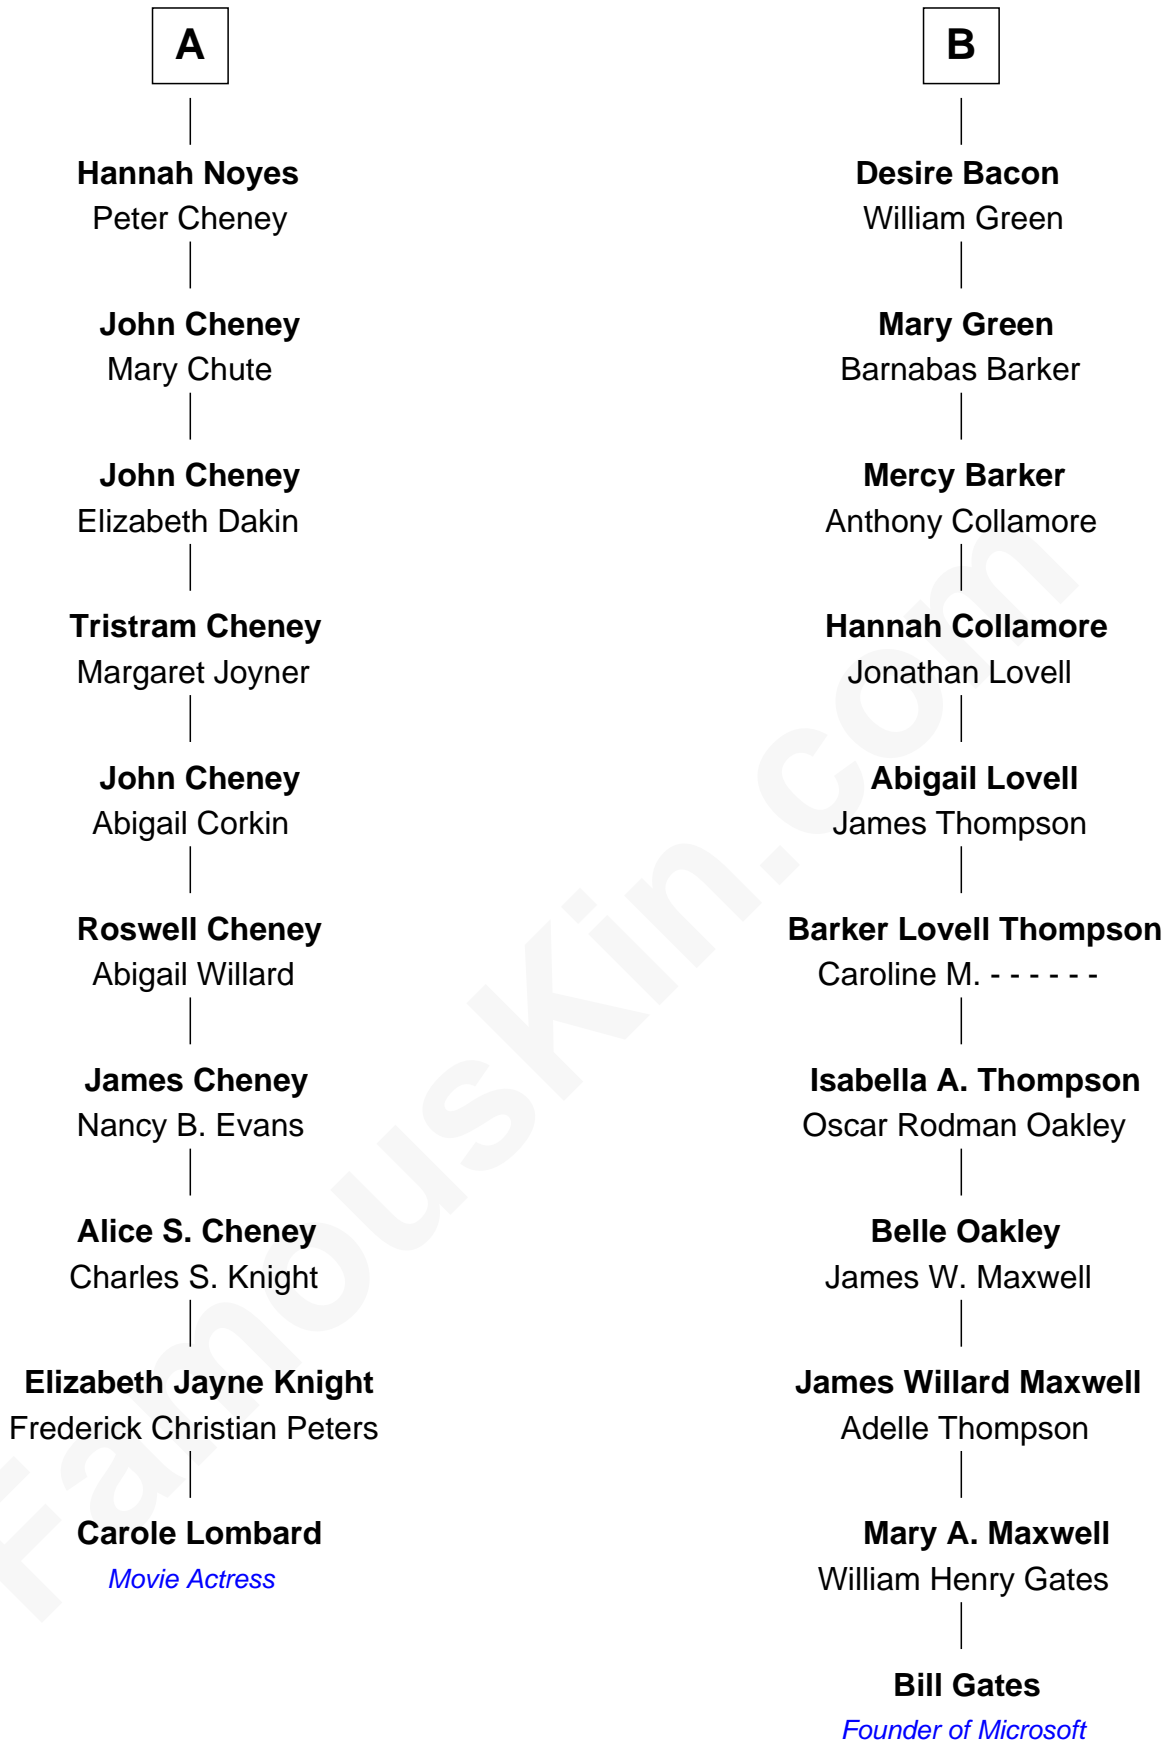 A
Hannah Noyes
Peter Cheney
John Cheney
Mary Chute
John Cheney
Elizabeth Dakin
Tristram Cheney
Margaret Joyner
John Cheney
Abigail Corkin
Roswell Cheney
Abigail Willard
James Cheney
Nancy B. Evans
Alice S. Cheney
Charles S. Knight
Elizabeth Jayne Knight
Frederick Christian Peters
Carole Lombard
Movie Actress
B
Desire Bacon
William Green
Mary Green
Barnabas Barker
Mercy Barker
Anthony Collamore
Hannah Collamore
Jonathan Lovell
Abigail Lovell
James Thompson
Barker Lovell Thompson
Caroline M. - - - - - -
Isabella A. Thompson
Oscar Rodman Oakley
Belle Oakley
James W. Maxwell
James Willard Maxwell
Adelle Thompson
Mary A. Maxwell
William Henry Gates
Bill Gates
Founder of Microsoft
FamousKin.com